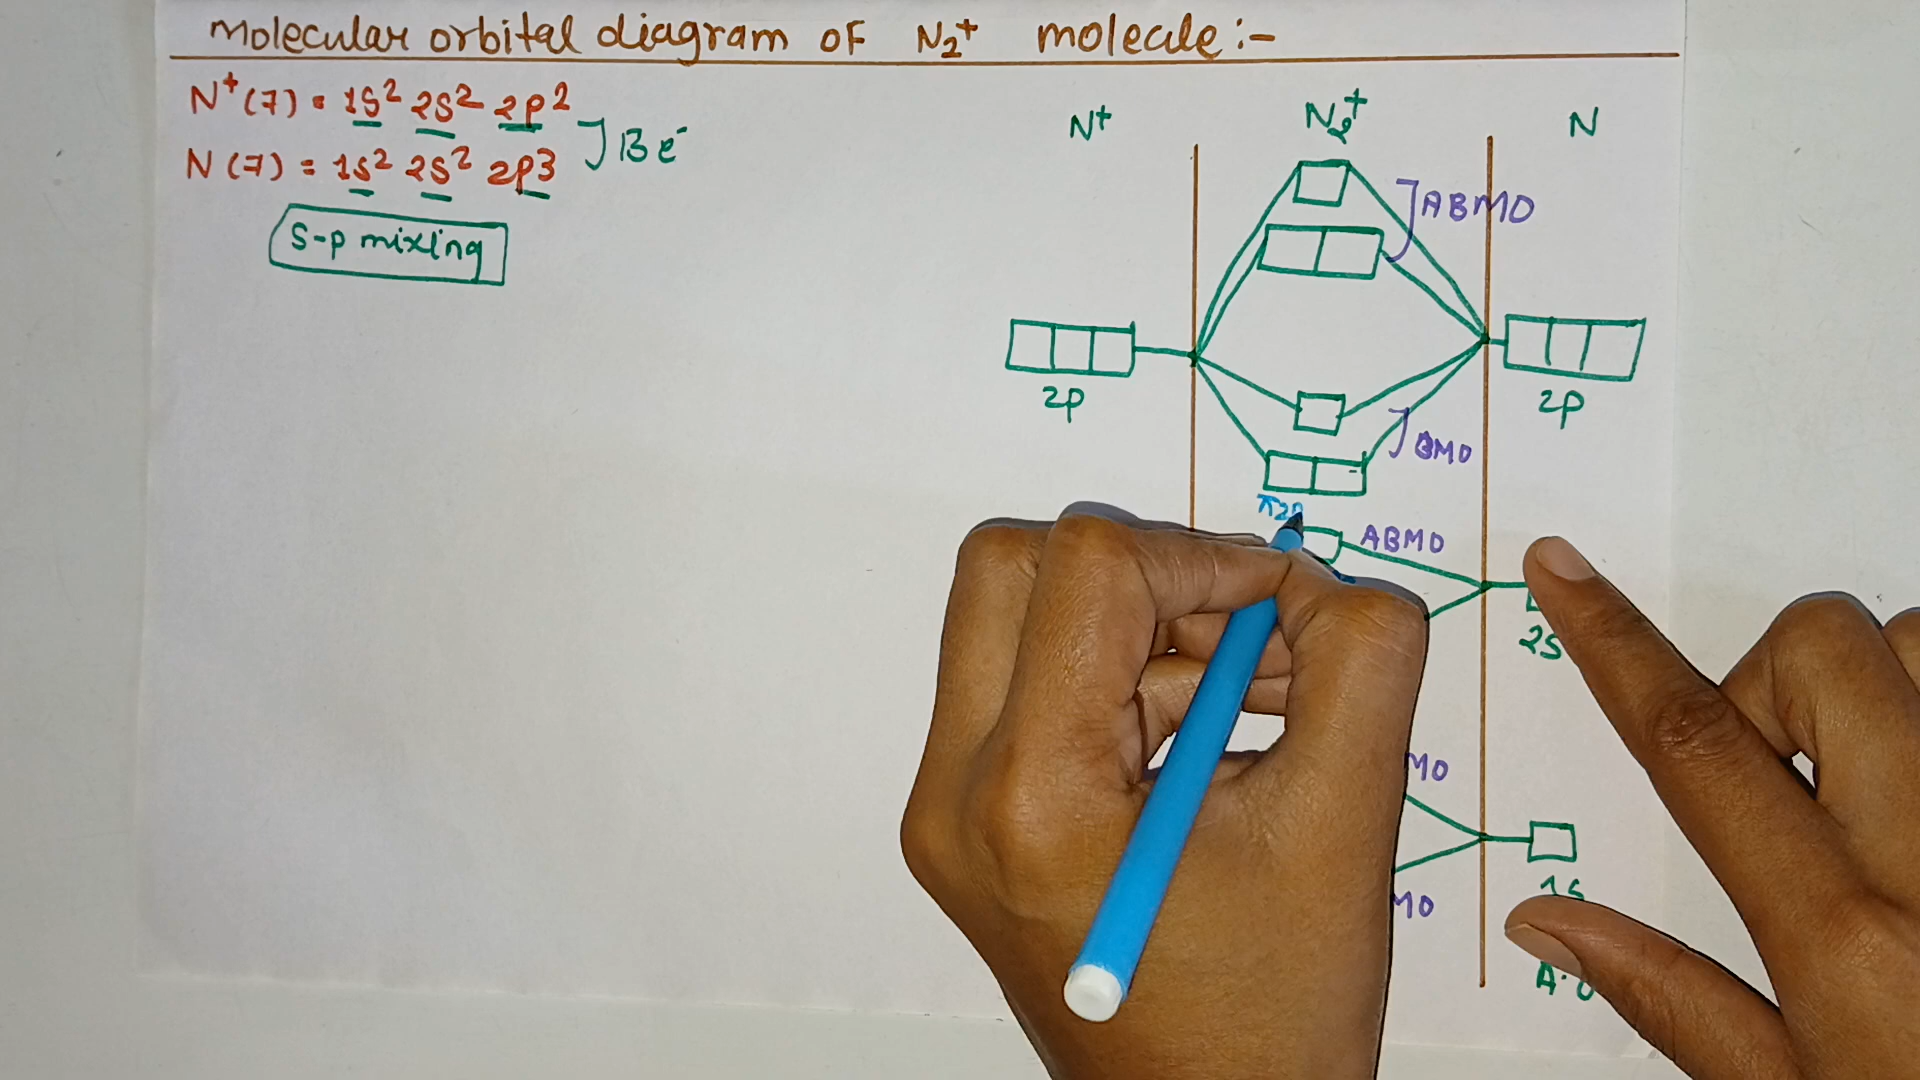 molecular orbital diagram of N₂⁺ molecule:-
N⁺(7) = 1s² 2s² 2p²
N (7) = 1s² 2s² 2p3
] 13 e⁻
s-p mixing
N⁺ N₂⁺ N
]ABMO
2p 2p
]BMO
π2p
ABMO
2s
MO
1s
MO
A.O